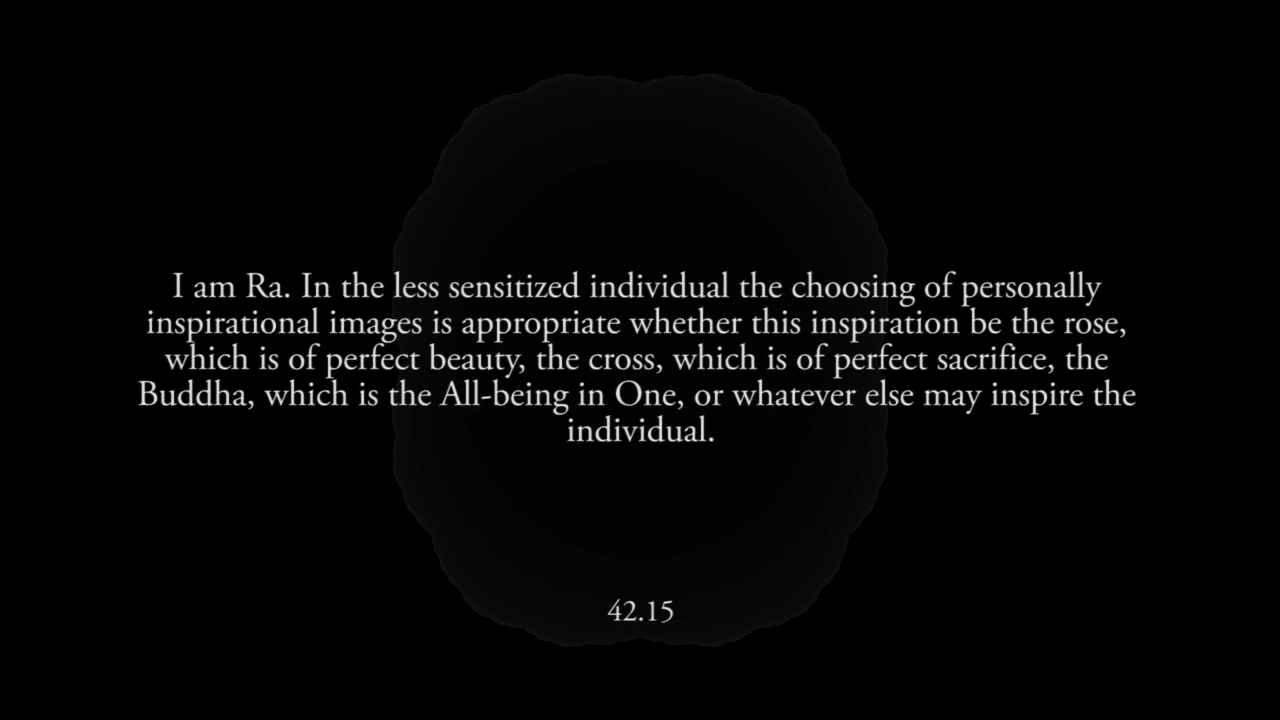 I am Ra. In the less sensitized individual the choosing of personally
inspirational images is appropriate whether this inspiration be the rose,
which is of perfect beauty, the cross, which is of perfect sacrifice, the
Buddha, which is the All-being in One, or whatever else may inspire the
individual.
42.15